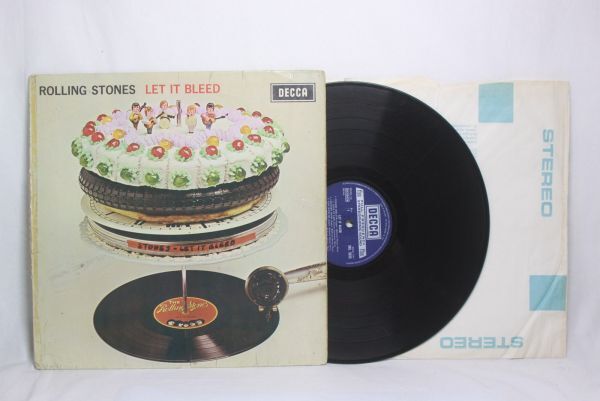 ROLLING STONES LET IT BLEED
DECCA
STONES - LET IT BLEED
THE
Rolling Stones
DECCA
STEREO
STEREO